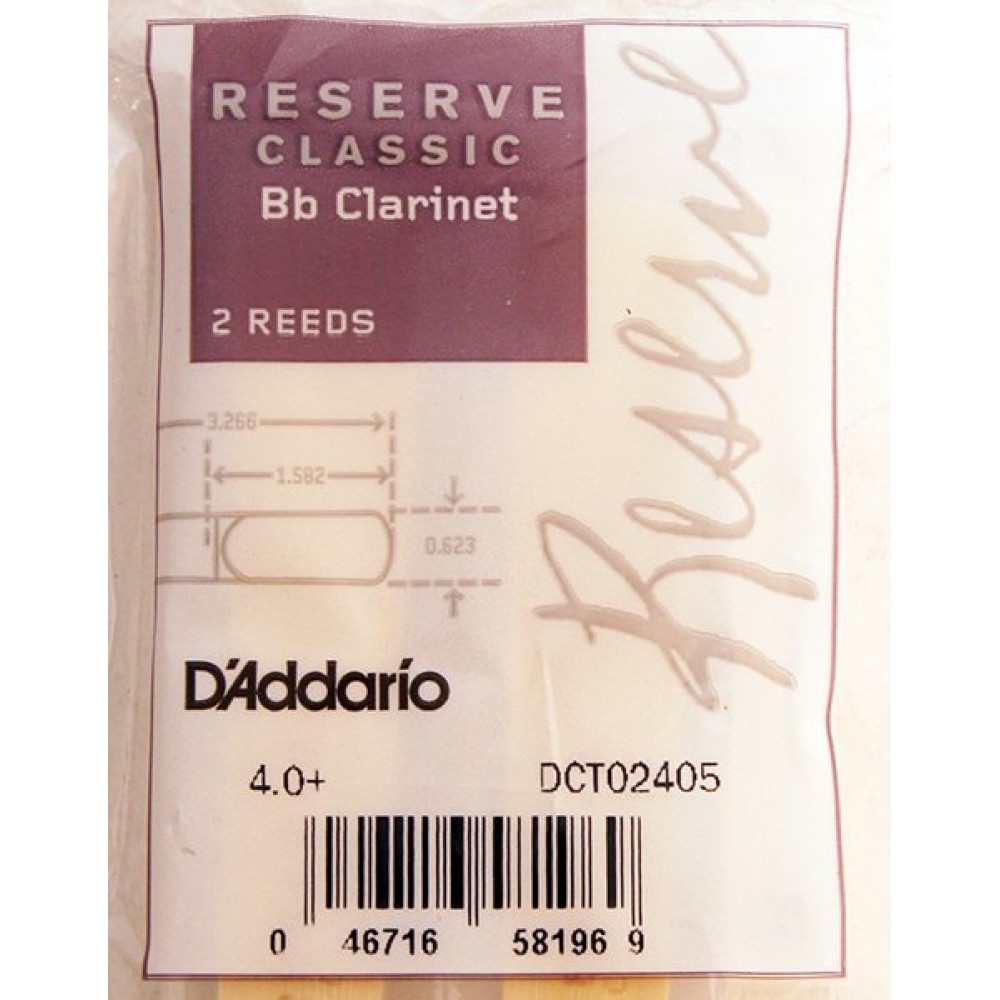 RESERVE
CLASSIC
Bb Clarinet
2 REEDS
Reserve
3.266
1.582
0.623
D'Addario
4.0+ DCT02405
0 46716 58196 9